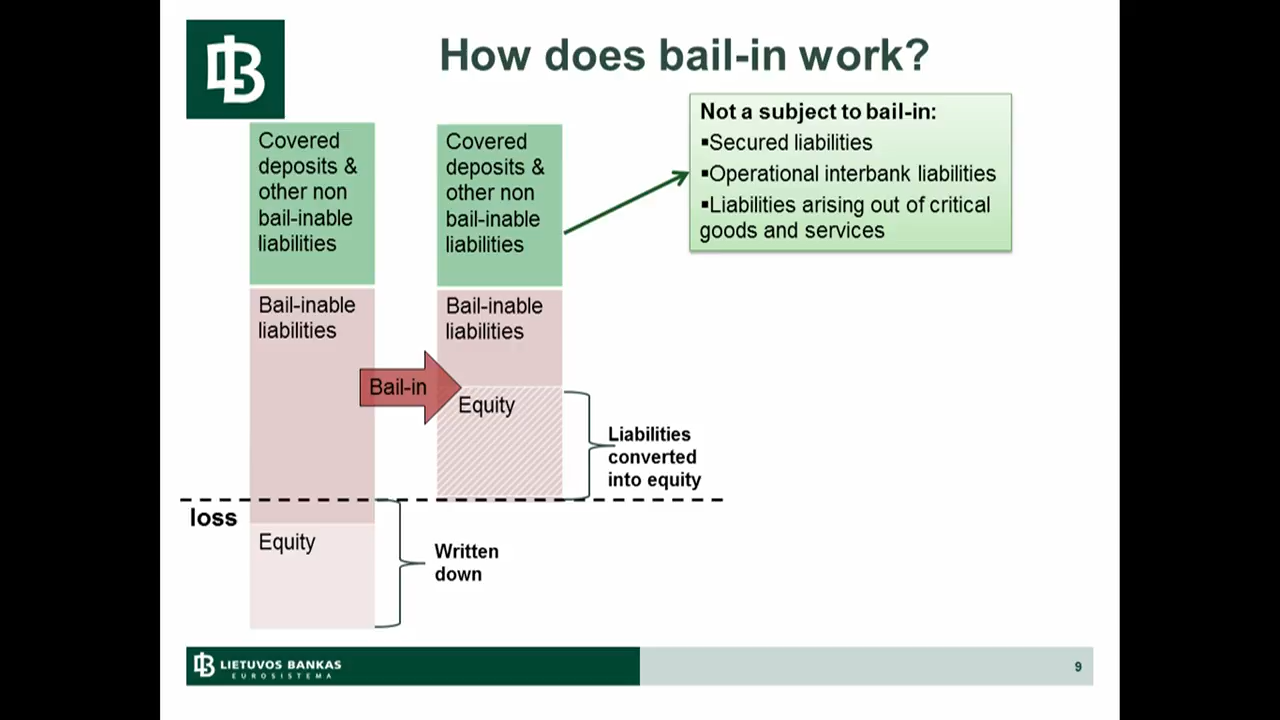 How does bail-in work?
Covered
deposits &
other non
bail-inable
liabilities
Bail-inable
liabilities
Equity
loss
Written
down
Bail-in
Covered
deposits &
other non
bail-inable
liabilities
Bail-inable
liabilities
Equity
Liabilities
converted
into equity
Not a subject to bail-in:
▪Secured liabilities
▪Operational interbank liabilities
▪Liabilities arising out of critical
goods and services
LIETUVOS BANKAS
EUROSISTEMA
9